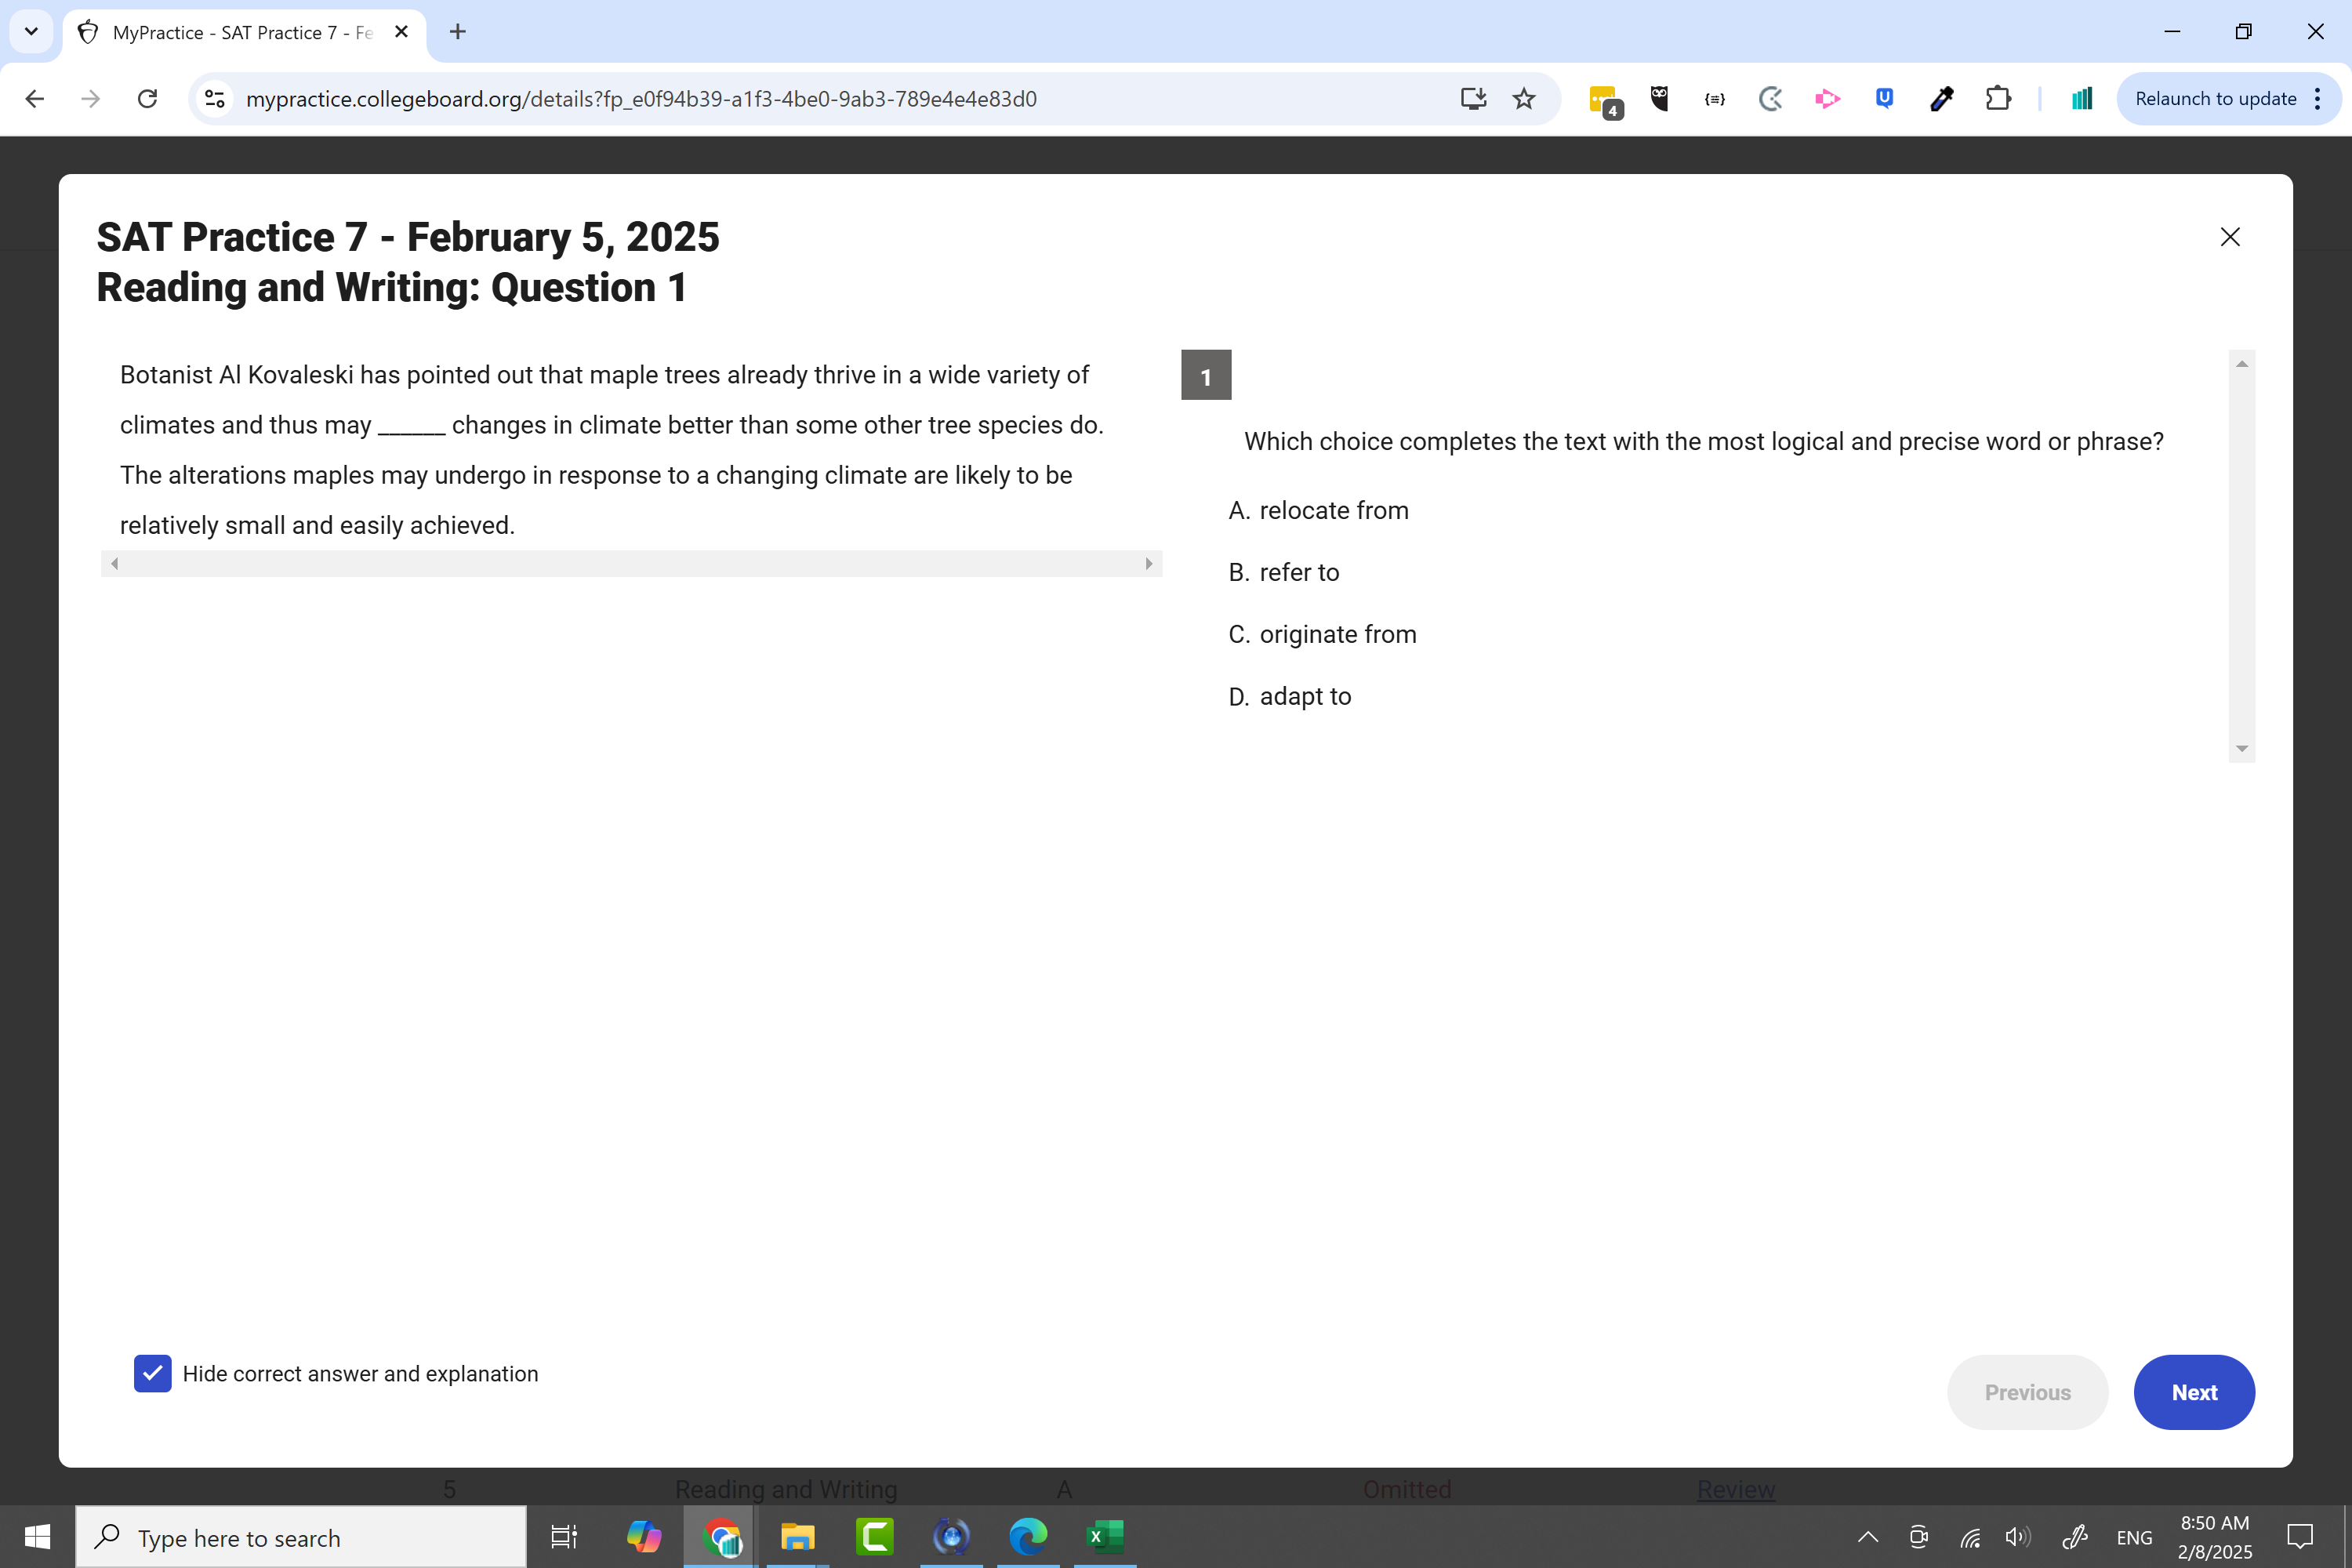 MyPractice - SAT Practice 7 - Fe
mypractice.collegeboard.org/details?fp_e0f94b39-a1f3-4be0-9ab3-789e4e4e83d0
4
Relaunch to update
SAT Practice 7 - February 5, 2025
Reading and Writing: Question 1
Botanist Al Kovaleski has pointed out that maple trees already thrive in a wide variety of
climates and thus may ______ changes in climate better than some other tree species do.
The alterations maples may undergo in response to a changing climate are likely to be
relatively small and easily achieved.
1
Which choice completes the text with the most logical and precise word or phrase?
A. relocate from
B. refer to
C. originate from
D. adapt to
Hide correct answer and explanation
Previous
Next
5 Reading and Writing A Omitted Review
Type here to search
ENG
8:50 AM
2/8/2025